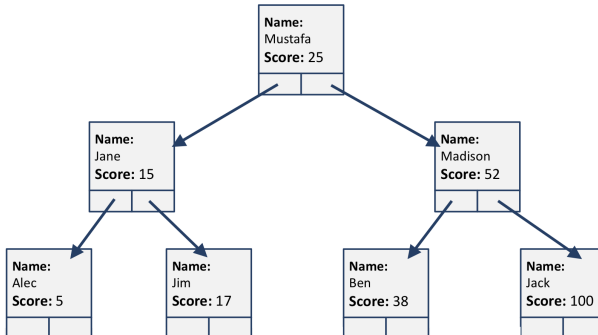 Name:
Mustafa
Score: 25
Name:
Jane
Score: 15
Name:
Madison
Score: 52
Name:
Alec
Score: 5
Name:
Jim
Score: 17
Name:
Ben
Score: 38
Name:
Jack
Score: 100